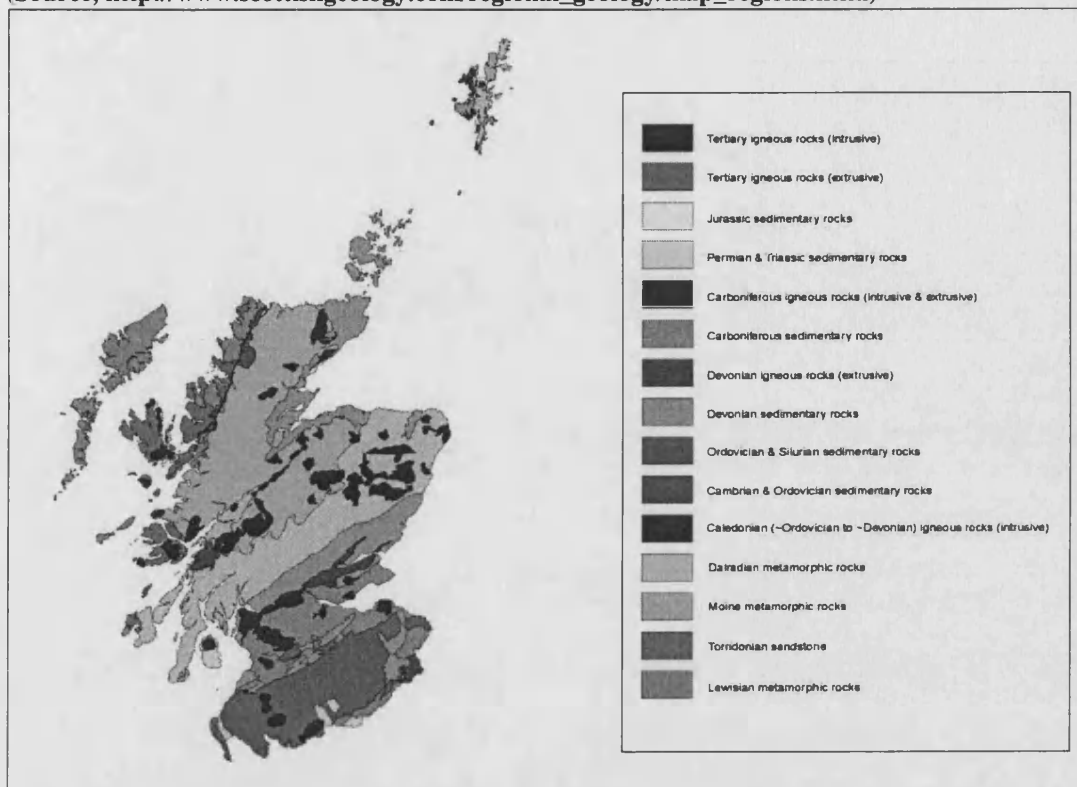 Tertiary igneous rocks (intrusive)
Tertiary igneous rocks (extrusive)
Jurassic sedimentary rocks
Permian & Triassic sedimentary rocks
Carboniferous igneous rocks (intrusive & extrusive)
Carboniferous sedimentary rocks
Devonian igneous rocks (extrusive)
Devonian sedimentary rocks
Ordovician & Silurian sedimentary rocks
Cambrian & Ordovician sedimentary rocks
Caledonian (~Ordovician to ~Devonian) igneous rocks (intrusive)
Dalradian metamorphic rocks
Moine metamorphic rocks
Torridonian sandstone
Lewisian metamorphic rocks